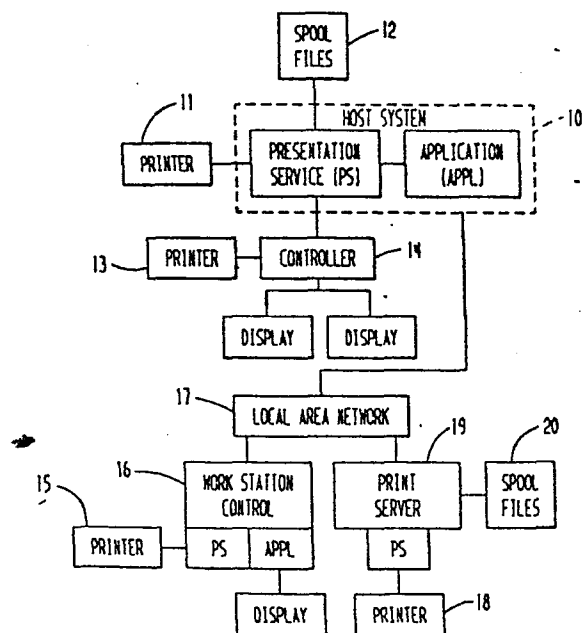 SPOOL
FILES
12
11
HOST SYSTEM
10
PRINTER
PRESENTATION
SERVICE (PS)
APPLICATION
(APPL)
13
PRINTER
CONTROLLER
14
DISPLAY
DISPLAY
17
LOCAL AREA NETWORK
19
20
15
16
WORK STATION
CONTROL
PRINT
SERVER
SPOOL
FILES
PRINTER
PS
APPL
PS
DISPLAY
PRINTER
18